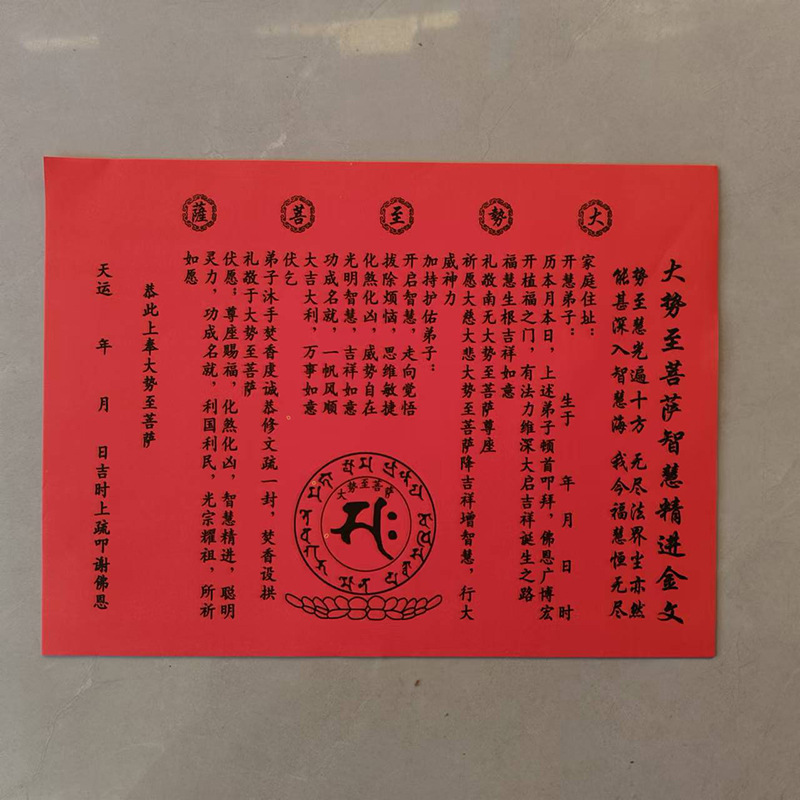 大勢至菩薩
大势至菩萨智慧精进金文
势至慧光遍十方 无尽法界尘亦然
能甚深入智慧海 我今福慧恒无尽
家庭住址：
开慧弟子： 生于 年 月 日 时
历本月本日，上述弟子顿首叩拜，佛恩广博宏
开植福之门，有法力维深大启吉祥诞生之路
福慧生根吉祥如意
礼敬南无大势至菩萨尊座
祈愿大慈大悲大势至菩萨降吉祥增智慧，行大
威神力
加持护佑弟子：
开启智慧，走向觉悟
拔除烦恼，思维敏捷
化煞化凶，威势自在
光明智慧，吉祥如意
功成名就，一帆风顺
大吉大利，万事如意
伏乞
弟子沐手焚香虔诚恭修文疏一封，焚香设拱
礼敬于大势至菩萨
伏愿；尊座赐福，化煞化凶，智慧精进，聪明
灵力，功成名就，利国利民，光宗耀祖，所祈
如愿
恭此上奉大势至菩萨
天运 年 月 日吉时上疏叩谢佛恩
大勢至菩薩